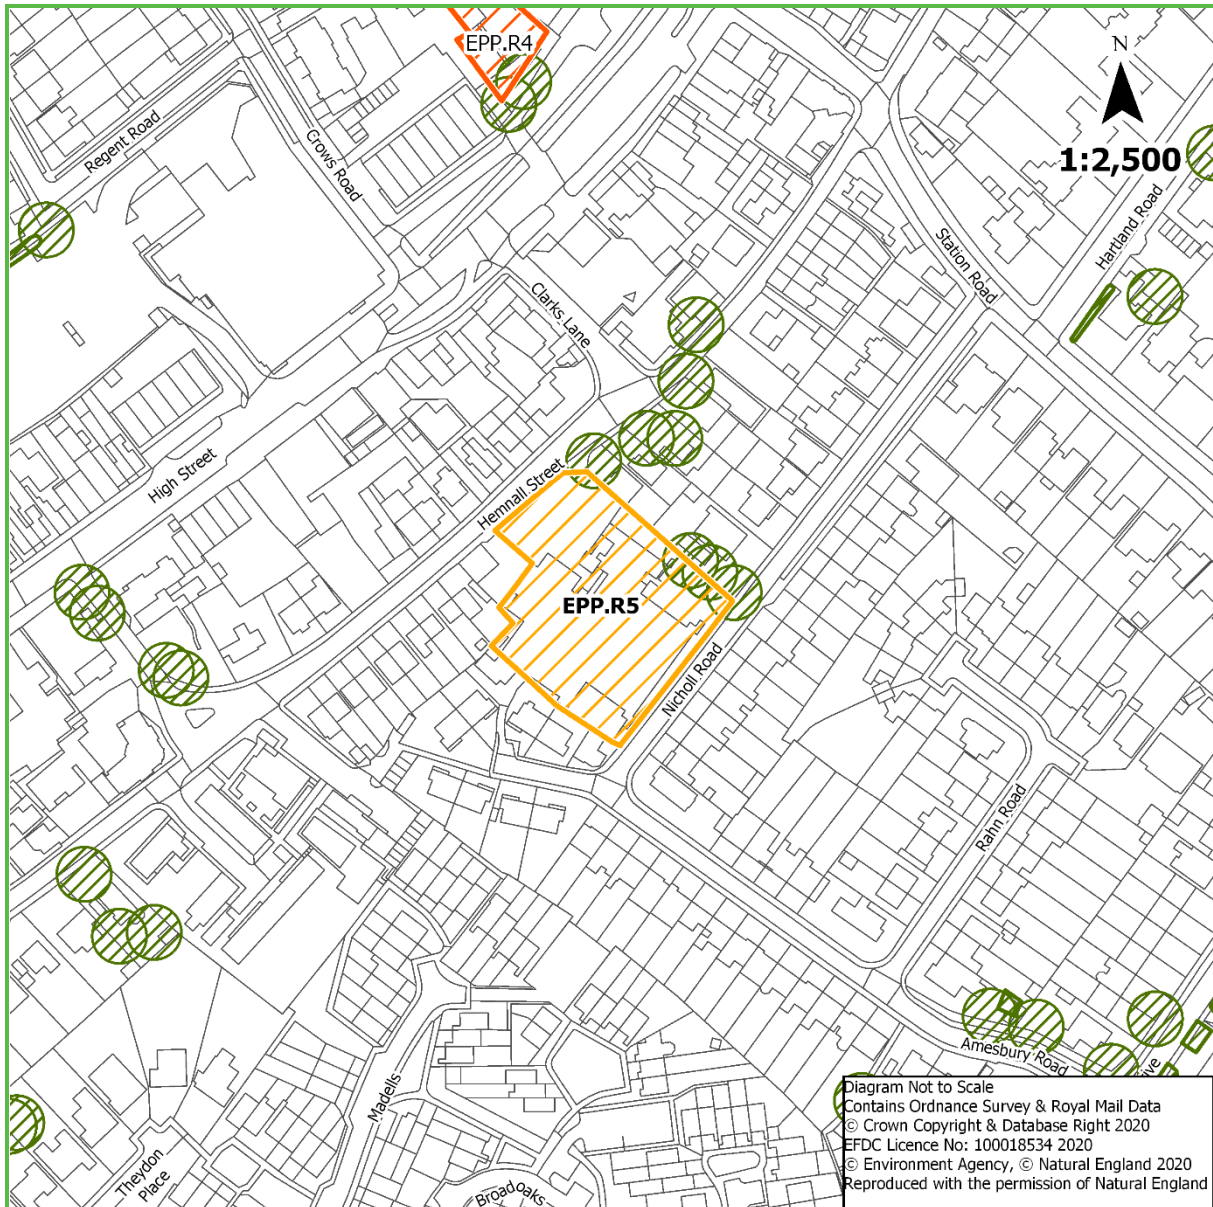 EPP.R4
N
1:2,500
Regent Road
Crows Road
Hartland Road
Station Road
Clarks Lane
High Street
Hemnall Street
EPP.R5
Nicholl Road
Rahn Road
Amesbury Road
Madells
Theydon
Place
Broadoaks
Diagram Not to Scale
Contains Ordnance Survey & Royal Mail Data
© Crown Copyright & Database Right 2020
EFDC Licence No: 100018534 2020
© Environment Agency, © Natural England 2020
Reproduced with the permission of Natural England